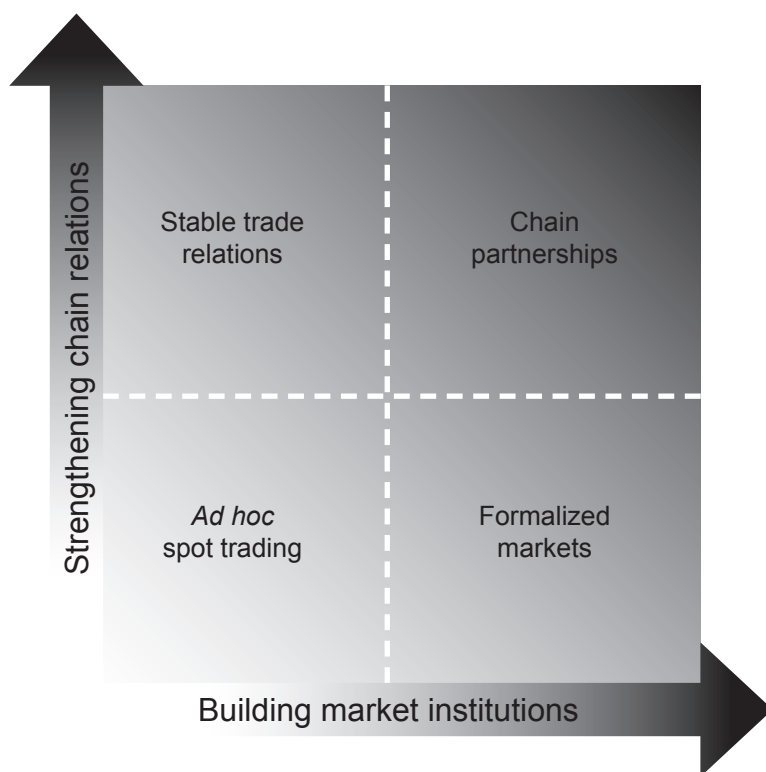 Strengthening chain relations
Stable trade
relations
Chain
partnerships
Ad hoc
spot trading
Formalized
markets
Building market institutions